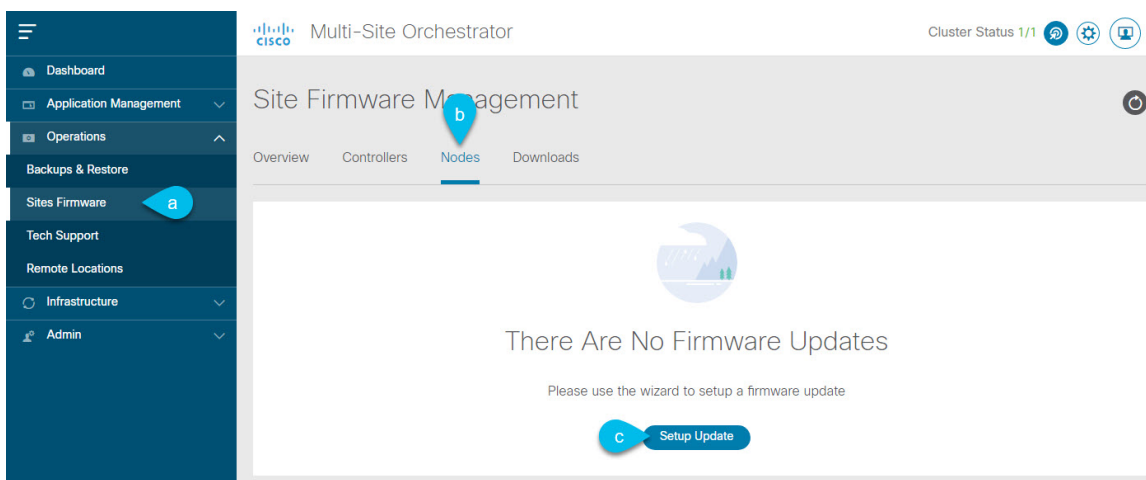 CISCO
Multi-Site Orchestrator
Cluster Status 1/1
Dashboard
Application Management
Operations
Backups & Restore
Sites Firmware
a
Tech Support
Remote Locations
Infrastructure
Admin
Site Firmware Management
b
Overview Controllers Nodes Downloads
There Are No Firmware Updates
Please use the wizard to setup a firmware update
c
Setup Update